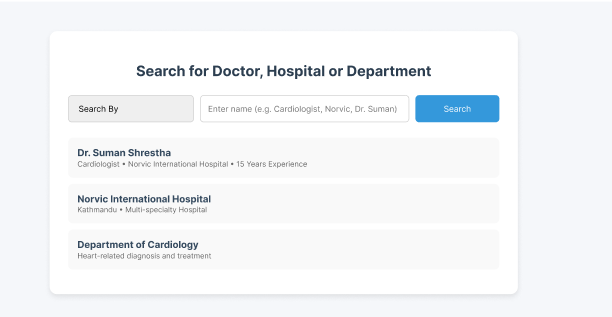 Search for Doctor, Hospital or Department
Search By
Enter name (e.g. Cardiologist, Norvic, Dr. Suman)
Search
Dr. Suman Shrestha
Cardiologist • Norvic International Hospital • 15 Years Experience
Norvic International Hospital
Kathmandu • Multi-specialty Hospital
Department of Cardiology
Heart-related diagnosis and treatment